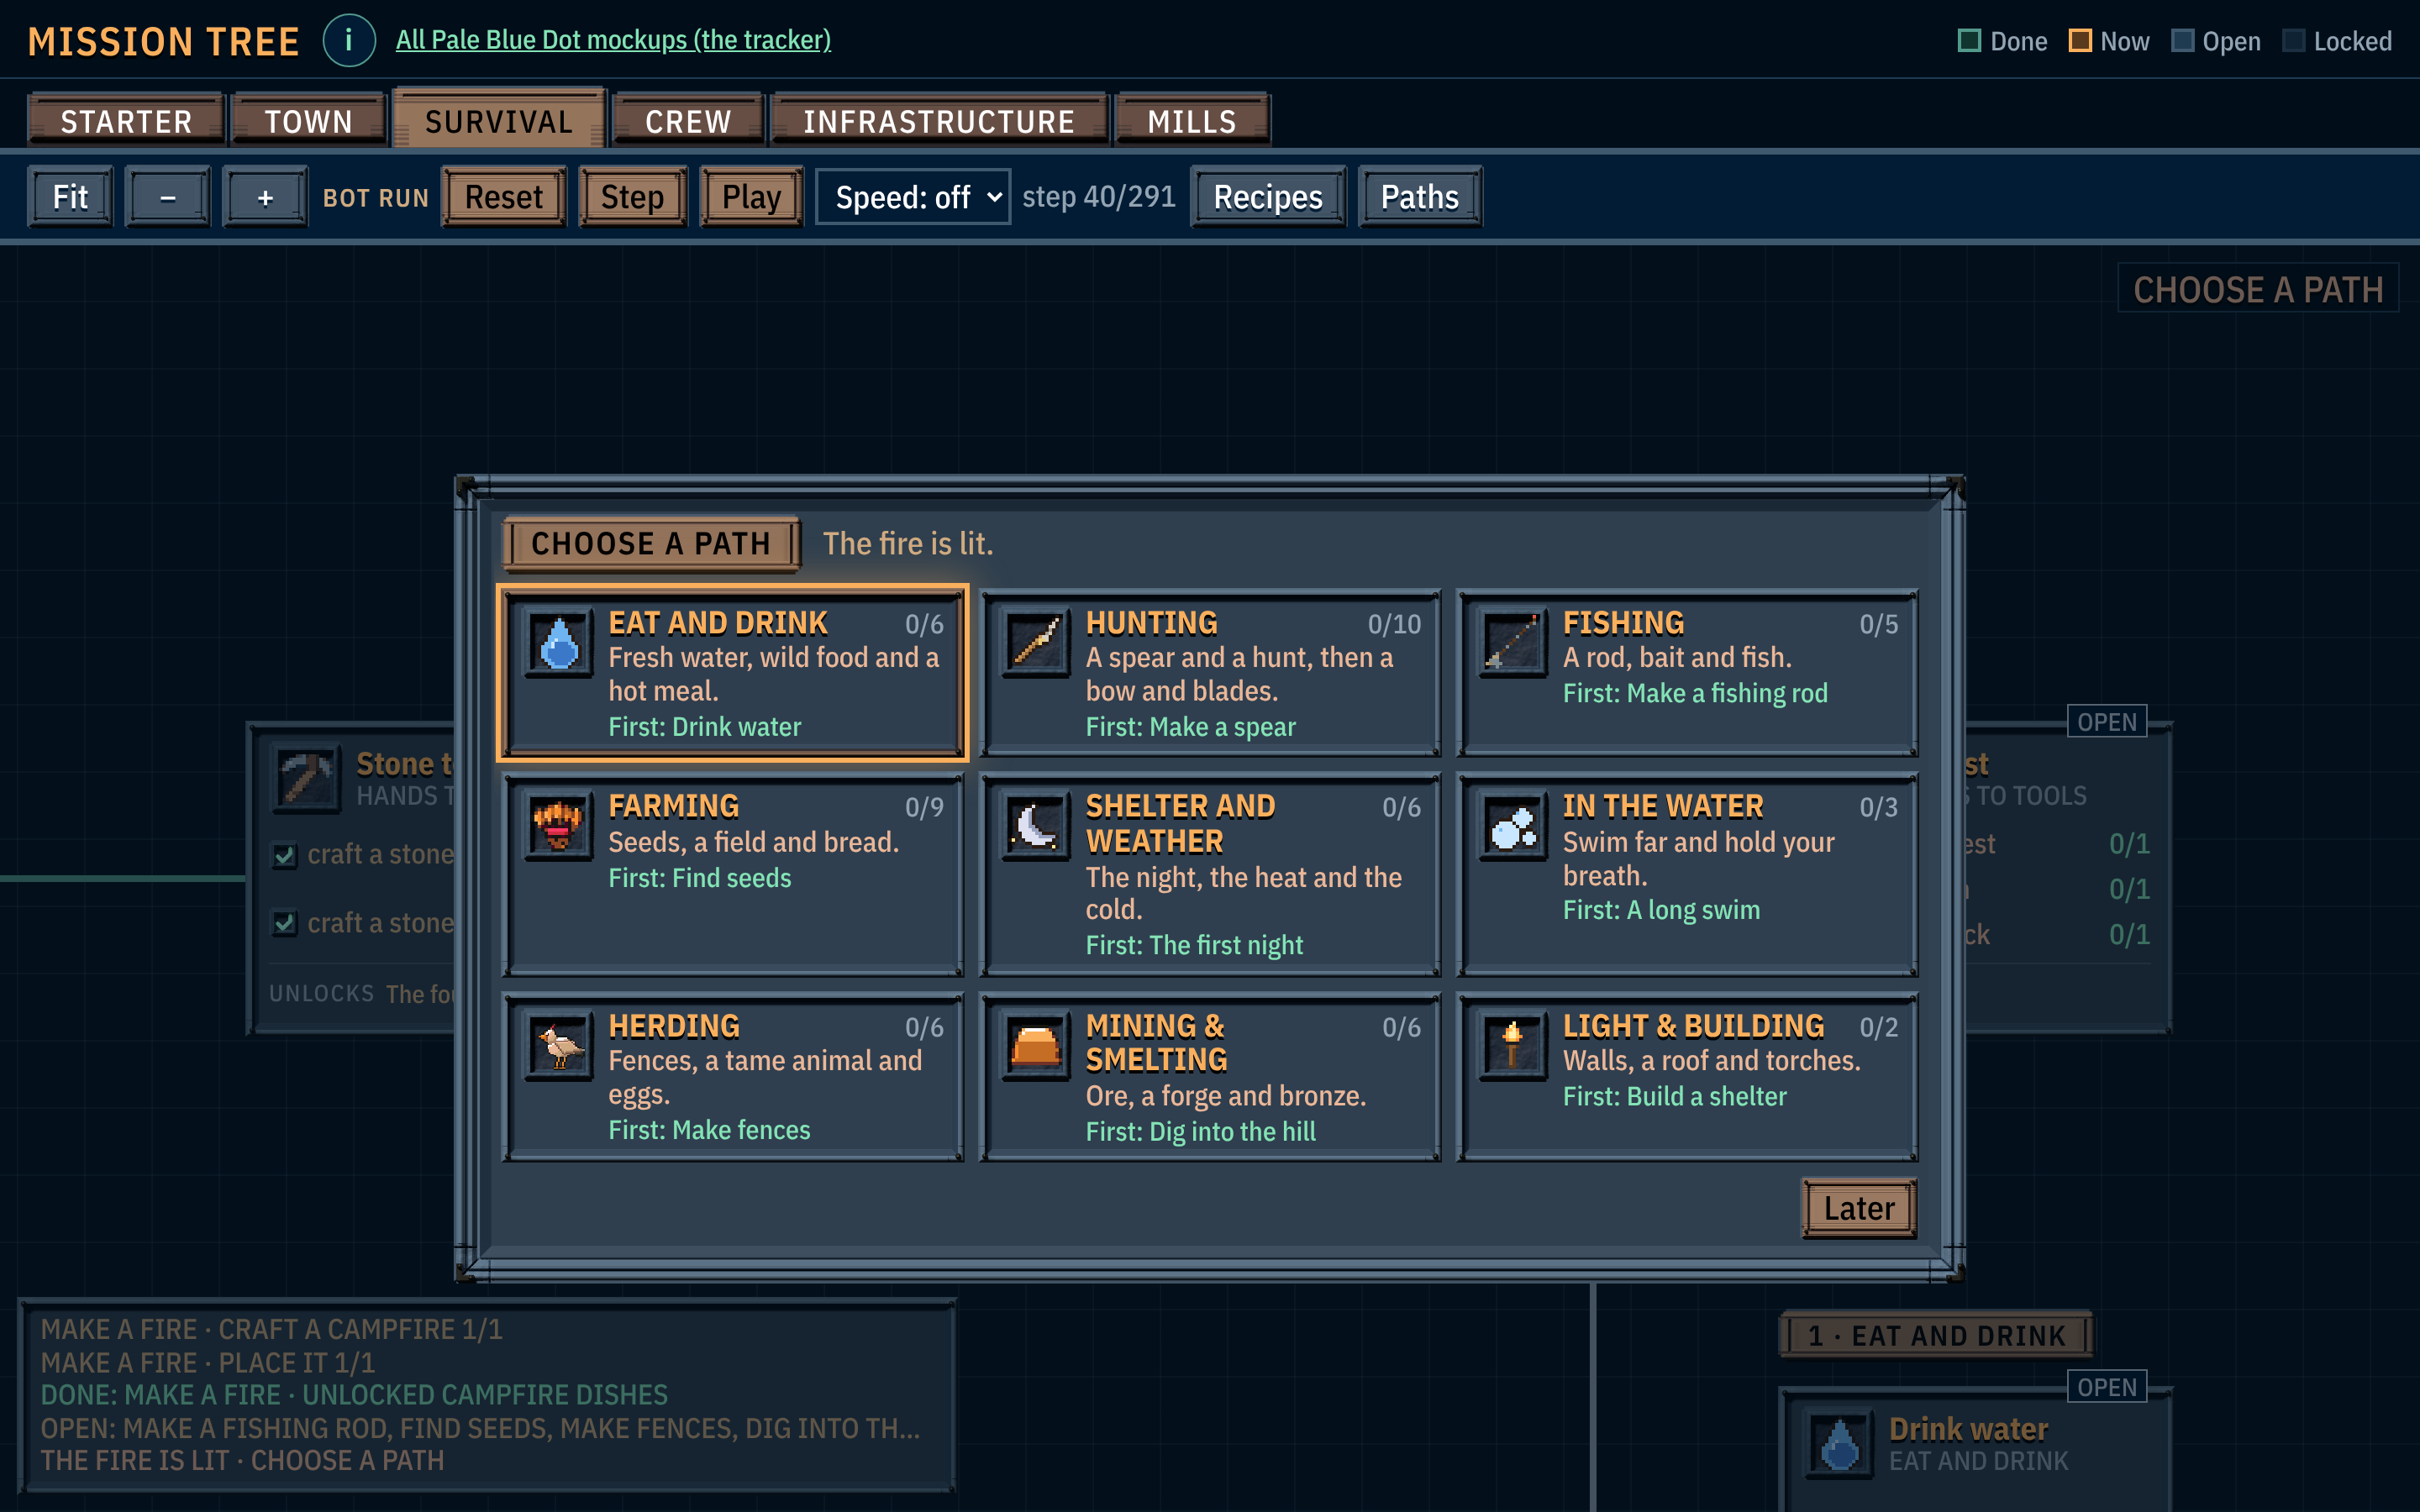 MISSION TREE
i
All Pale Blue Dot mockups (the tracker)
Done
Now
Open
Locked
STARTER
TOWN
SURVIVAL
CREW
INFRASTRUCTURE
MILLS
Fit
–
+
BOT RUN
Reset
Step
Play
Speed: off
step 40/291
Recipes
Paths
CHOOSE A PATH
CHOOSE A PATH
The fire is lit.
EAT AND DRINK
0/6
Fresh water, wild food and a
hot meal.
First: Drink water
HUNTING
0/10
A spear and a hunt, then a
bow and blades.
First: Make a spear
FISHING
0/5
A rod, bait and fish.
First: Make a fishing rod
FARMING
0/9
Seeds, a field and bread.
First: Find seeds
SHELTER AND
WEATHER
0/6
The night, the heat and the
cold.
First: The first night
IN THE WATER
0/3
Swim far and hold your
breath.
First: A long swim
HERDING
0/6
Fences, a tame animal and
eggs.
First: Make fences
MINING &
SMELTING
0/6
Ore, a forge and bronze.
First: Dig into the hill
LIGHT & BUILDING
0/2
Walls, a roof and torches.
First: Build a shelter
Later
Stone t
HANDS T
craft a stone
craft a stone
UNLOCKS The fo
OPEN
st
TO TOOLS
est
0/1
0/1
ck
0/1
MAKE A FIRE · CRAFT A CAMPFIRE 1/1
MAKE A FIRE · PLACE IT 1/1
DONE: MAKE A FIRE · UNLOCKED CAMPFIRE DISHES
OPEN: MAKE A FISHING ROD, FIND SEEDS, MAKE FENCES, DIG INTO TH...
THE FIRE IS LIT · CHOOSE A PATH
1 · EAT AND DRINK
OPEN
Drink water
EAT AND DRINK